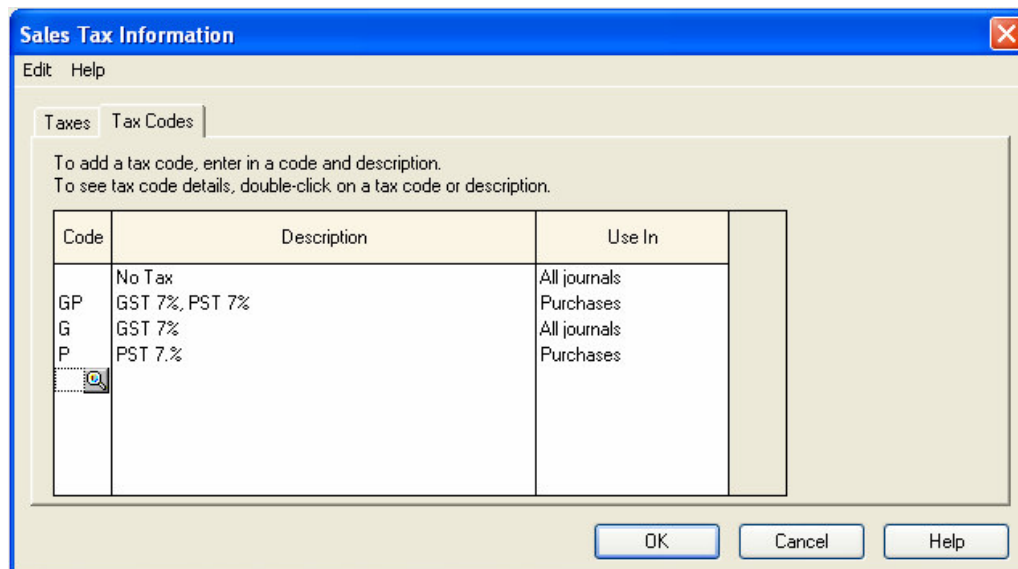 Sales Tax Information
Edit Help
Taxes Tax Codes
To add a tax code, enter in a code and description.
To see tax code details, double-click on a tax code or description.
Code Description Use In
No Tax All journals
GP GST 7%, PST 7% Purchases
G GST 7% All journals
P PST 7.% Purchases
OK Cancel Help